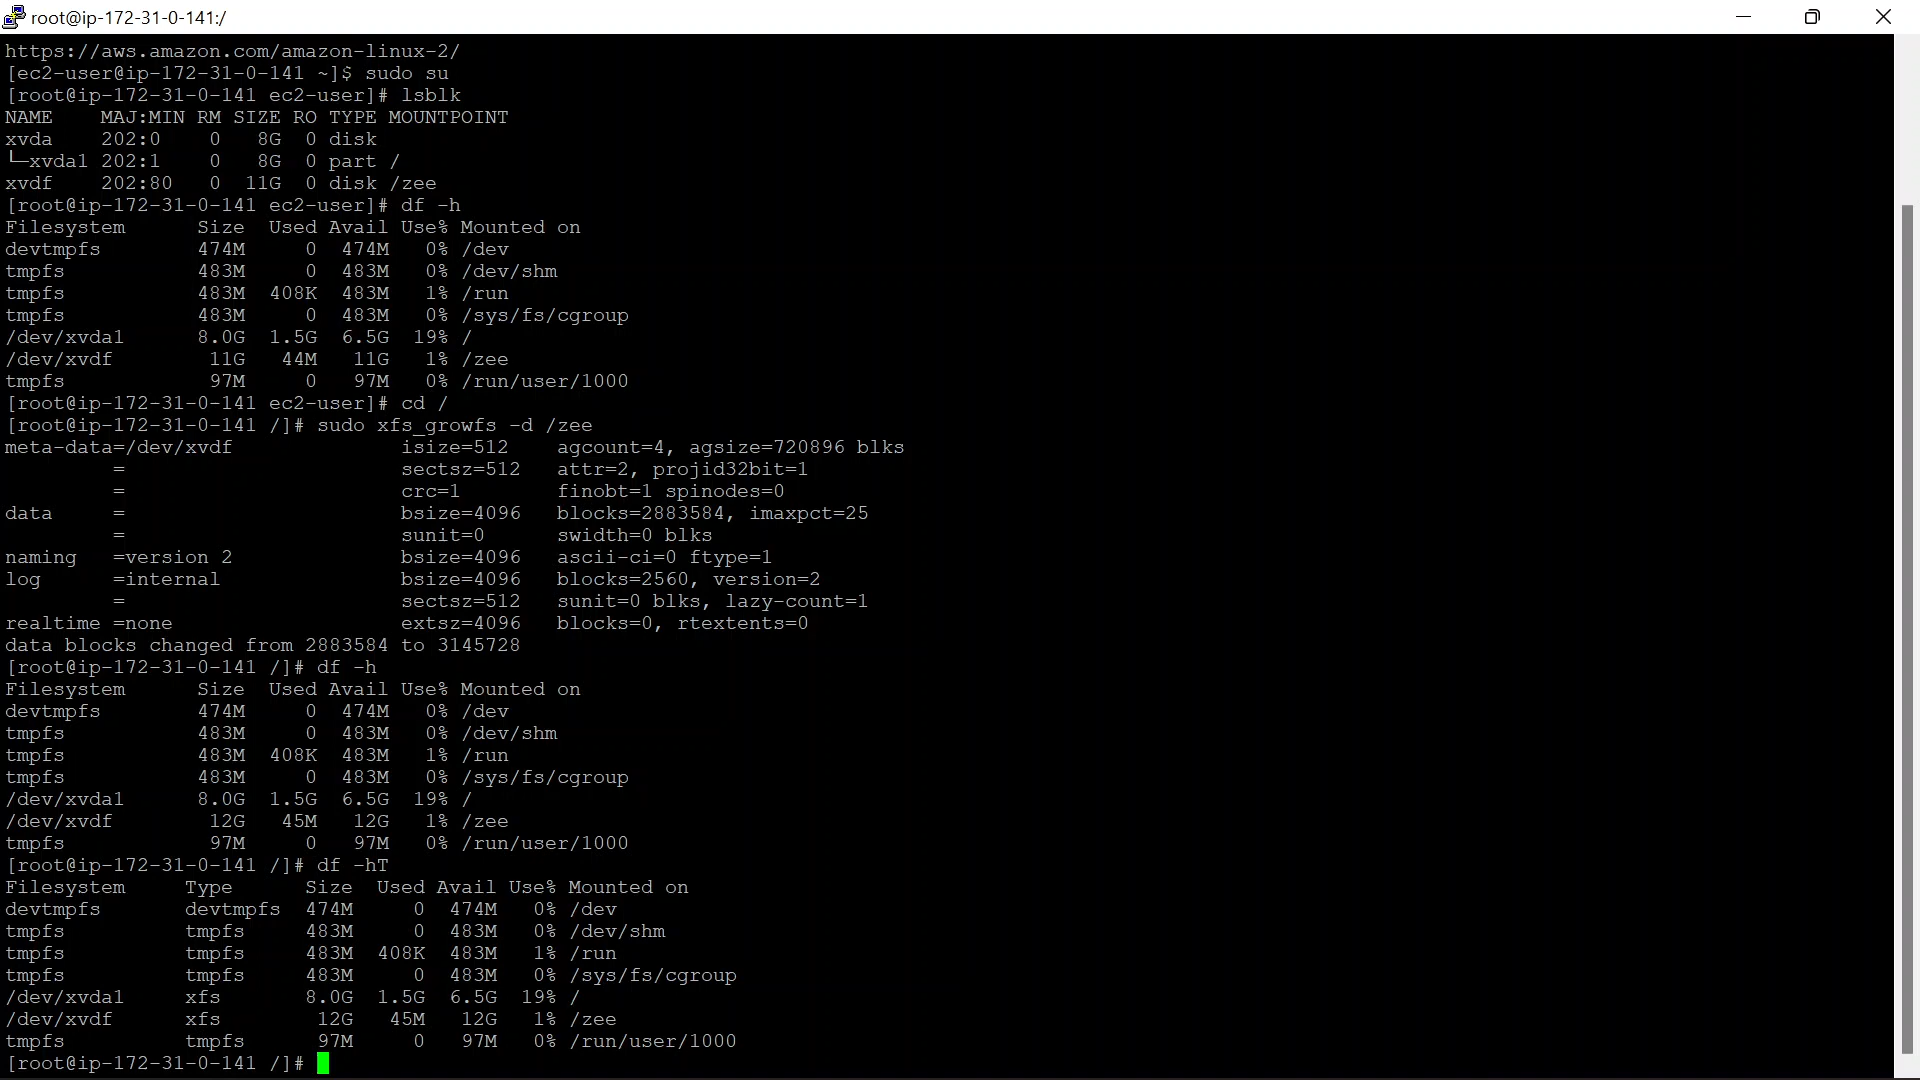 root@ip-172-31-0-141:/
https://aws.amazon.com/amazon-linux-2/
[ec2-user@ip-172-31-0-141 ~]$ sudo su
[root@ip-172-31-0-141 ec2-user]# lsblk
NAME    MAJ:MIN RM SIZE RO TYPE MOUNTPOINT
xvda    202:0    0   8G  0 disk
└─xvda1 202:1    0   8G  0 part /
xvdf    202:80   0  11G  0 disk /zee
[root@ip-172-31-0-141 ec2-user]# df -h
Filesystem      Size  Used Avail Use% Mounted on
devtmpfs        474M     0  474M   0% /dev
tmpfs           483M     0  483M   0% /dev/shm
tmpfs           483M  408K  483M   1% /run
tmpfs           483M     0  483M   0% /sys/fs/cgroup
/dev/xvda1      8.0G  1.5G  6.5G  19% /
/dev/xvdf        11G   44M   11G   1% /zee
tmpfs            97M     0   97M   0% /run/user/1000
[root@ip-172-31-0-141 ec2-user]# cd /
[root@ip-172-31-0-141 /]# sudo xfs_growfs -d /zee
meta-data=/dev/xvdf              isize=512    agcount=4, agsize=720896 blks
         =                       sectsz=512   attr=2, projid32bit=1
         =                       crc=1        finobt=1 spinodes=0
data     =                       bsize=4096   blocks=2883584, imaxpct=25
         =                       sunit=0      swidth=0 blks
naming   =version 2              bsize=4096   ascii-ci=0 ftype=1
log      =internal               bsize=4096   blocks=2560, version=2
         =                       sectsz=512   sunit=0 blks, lazy-count=1
realtime =none                   extsz=4096   blocks=0, rtextents=0
data blocks changed from 2883584 to 3145728
[root@ip-172-31-0-141 /]# df -h
Filesystem      Size  Used Avail Use% Mounted on
devtmpfs        474M     0  474M   0% /dev
tmpfs           483M     0  483M   0% /dev/shm
tmpfs           483M  408K  483M   1% /run
tmpfs           483M     0  483M   0% /sys/fs/cgroup
/dev/xvda1      8.0G  1.5G  6.5G  19% /
/dev/xvdf        12G   45M   12G   1% /zee
tmpfs            97M     0   97M   0% /run/user/1000
[root@ip-172-31-0-141 /]# df -hT
Filesystem     Type      Size  Used Avail Use% Mounted on
devtmpfs       devtmpfs  474M     0  474M   0% /dev
tmpfs          tmpfs     483M     0  483M   0% /dev/shm
tmpfs          tmpfs     483M  408K  483M   1% /run
tmpfs          tmpfs     483M     0  483M   0% /sys/fs/cgroup
/dev/xvda1     xfs       8.0G  1.5G  6.5G  19% /
/dev/xvdf      xfs        12G   45M   12G   1% /zee
tmpfs          tmpfs      97M     0   97M   0% /run/user/1000
[root@ip-172-31-0-141 /]#